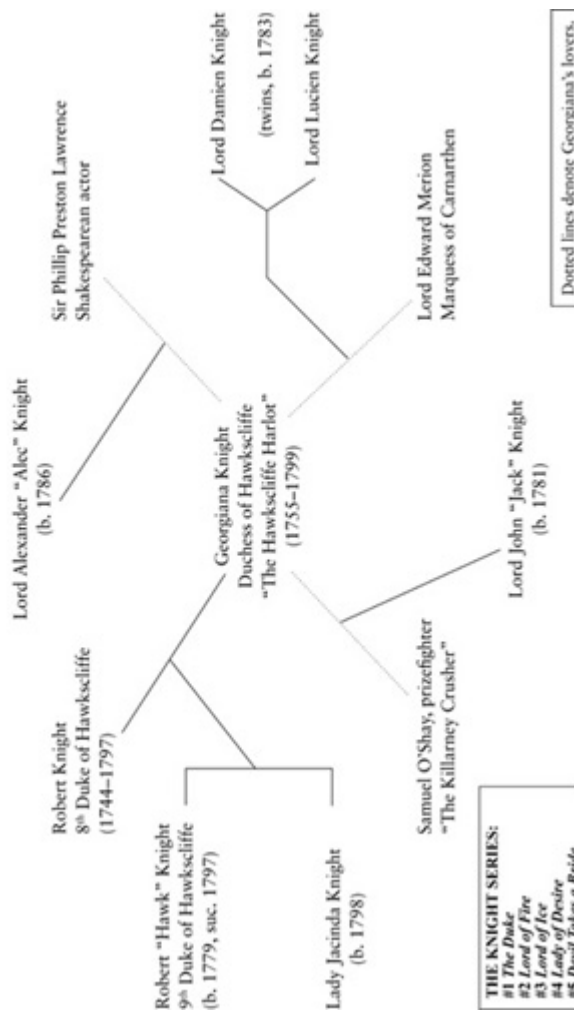 Lord Alexander “Alec” Knight
(b. 1786)
Sir Phillip Preston Lawrence
Shakespearean actor
Robert Knight
8th Duke of Hawkscliffe
(1744–1797)
Lord Damien Knight
(twins, b. 1783)
Lord Lucien Knight
Georgiana Knight
Duchess of Hawkscliffe
“The Hawkscliffe Harlot”
(1755–1799)
Robert “Hawk” Knight
9th Duke of Hawkscliffe
(b. 1779, suc. 1797)
Lady Jacinda Knight
(b. 1798)
Lord Edward Merion
Marquess of Carnarthen
Samuel O’Shay, prizefighter
“The Killarney Crusher”
Lord John “Jack” Knight
(b. 1781)
THE KNIGHT SERIES:
#1 The Duke
#2 Lord of Fire
#3 Lord of Ice
#4 Lady of Desire
#5 Devil Takes a Bride
Dotted lines denote Georgiana’s lovers.